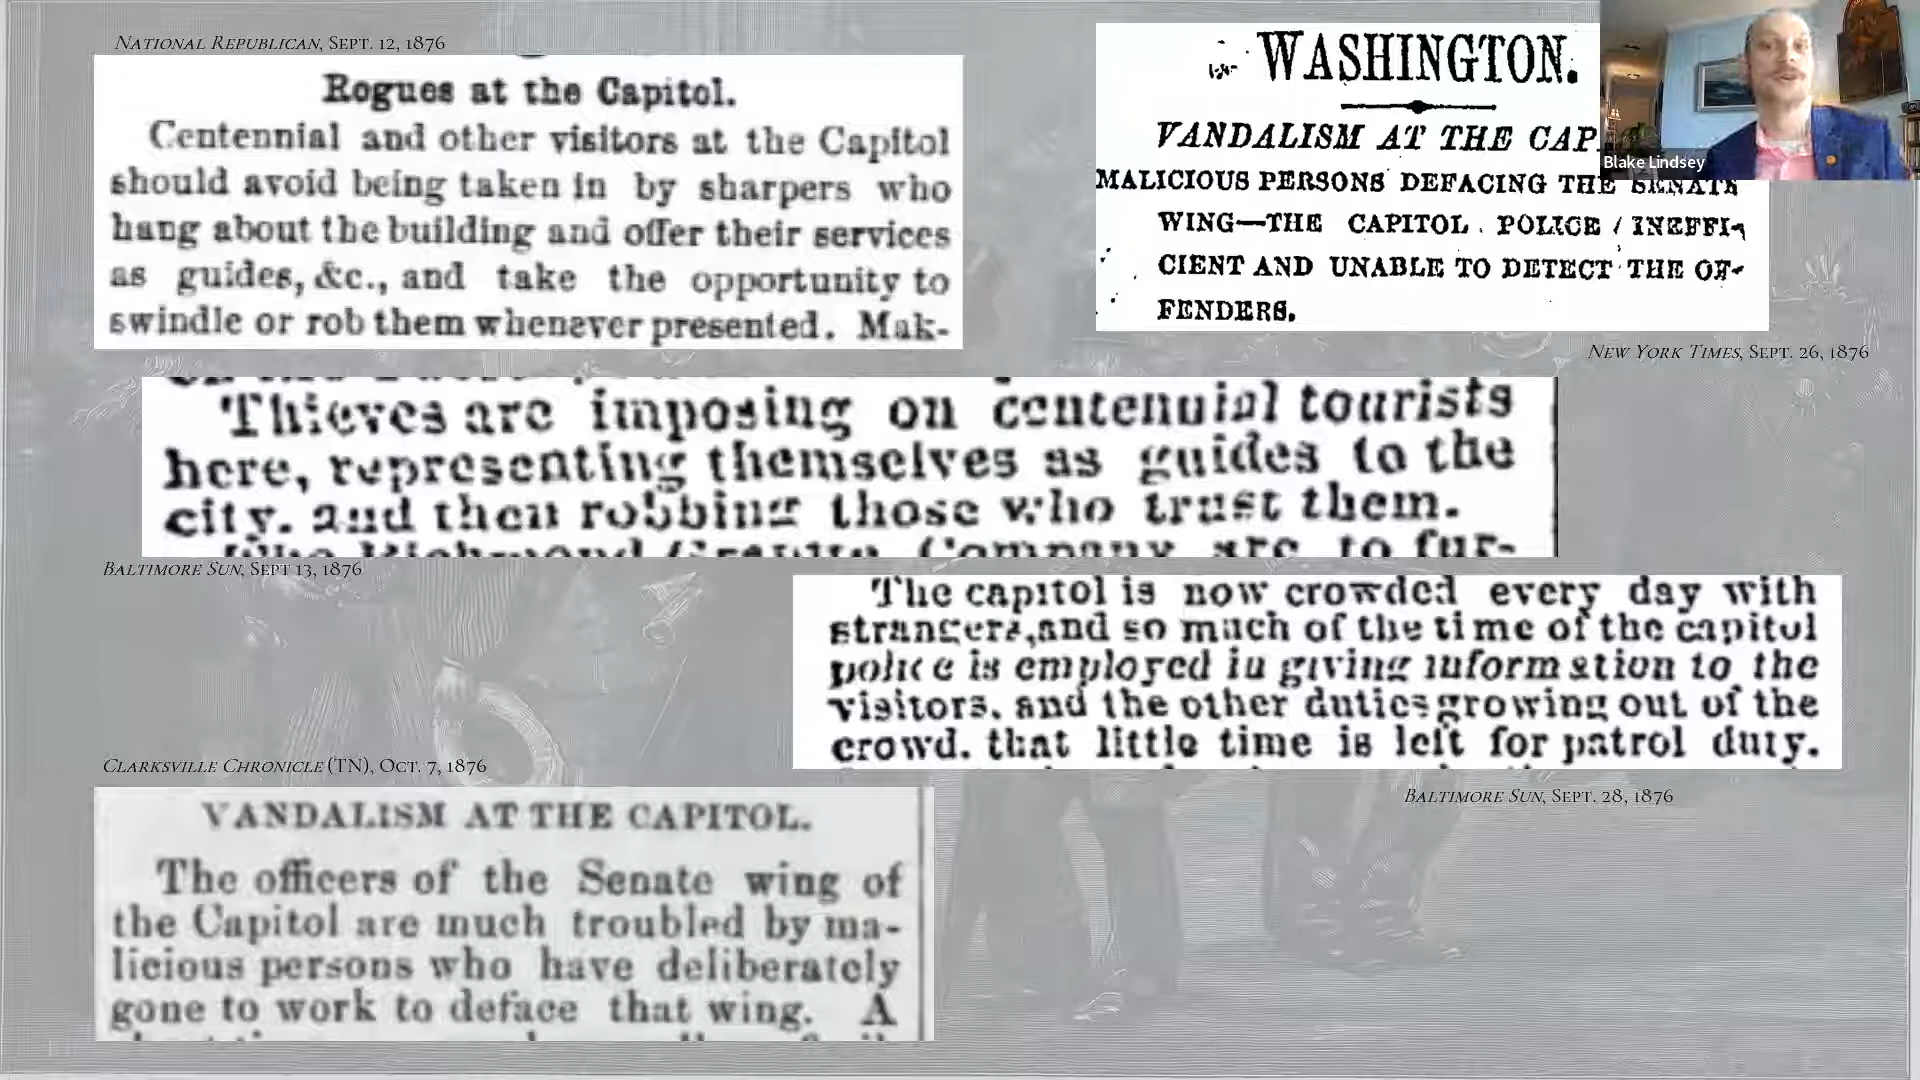 NATIONAL REPUBLICAN, SEPT. 12, 1876
Rogues at the Capitol.
Centennial and other visitors at the Capitol
should avoid being taken in by sharpers who
hang about the building and offer their services
as guides, &c., and take the opportunity to
swindle or rob them whenever presented. Mak-
WASHINGTON.
VANDALISM AT THE CAP
MALICIOUS PERSONS DEFACING THE SENATE
WING—THE CAPITOL POLICE INEFFI-
CIENT AND UNABLE TO DETECT THE OF-
FENDERS.
Blake Lindsey
NEW YORK TIMES, SEPT. 26, 1876
Thieves are imposing on centennial tourists
here, representing themselves as guides to the
city, and then robbing those who trust them.
The Richmond Granite Company are to fur-
BALTIMORE SUN, SEPT 13, 1876
The capitol is now crowded every day with
strangers, and so much of the time of the capitol
police is employed in giving information to the
visitors, and the other duties growing out of the
crowd, that little time is left for patrol duty.
BALTIMORE SUN, SEPT. 28, 1876
CLARKSVILLE CHRONICLE (TN), OCT. 7, 1876
VANDALISM AT THE CAPITOL.
The officers of the Senate wing of
the Capitol are much troubled by ma-
licious persons who have deliberately
gone to work to deface that wing. A